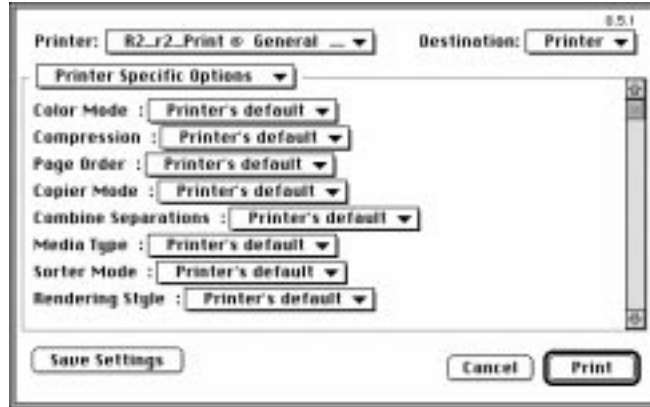 8.5.1
Printer: R2_r2_Print @ General ... Destination: Printer
Printer Specific Options
Color Mode : Printer's default
Compression : Printer's default
Page Order : Printer's default
Copier Mode : Printer's default
Combine Separations : Printer's default
Media Type : Printer's default
Sorter Mode : Printer's default
Rendering Style : Printer's default
Save Settings Cancel Print